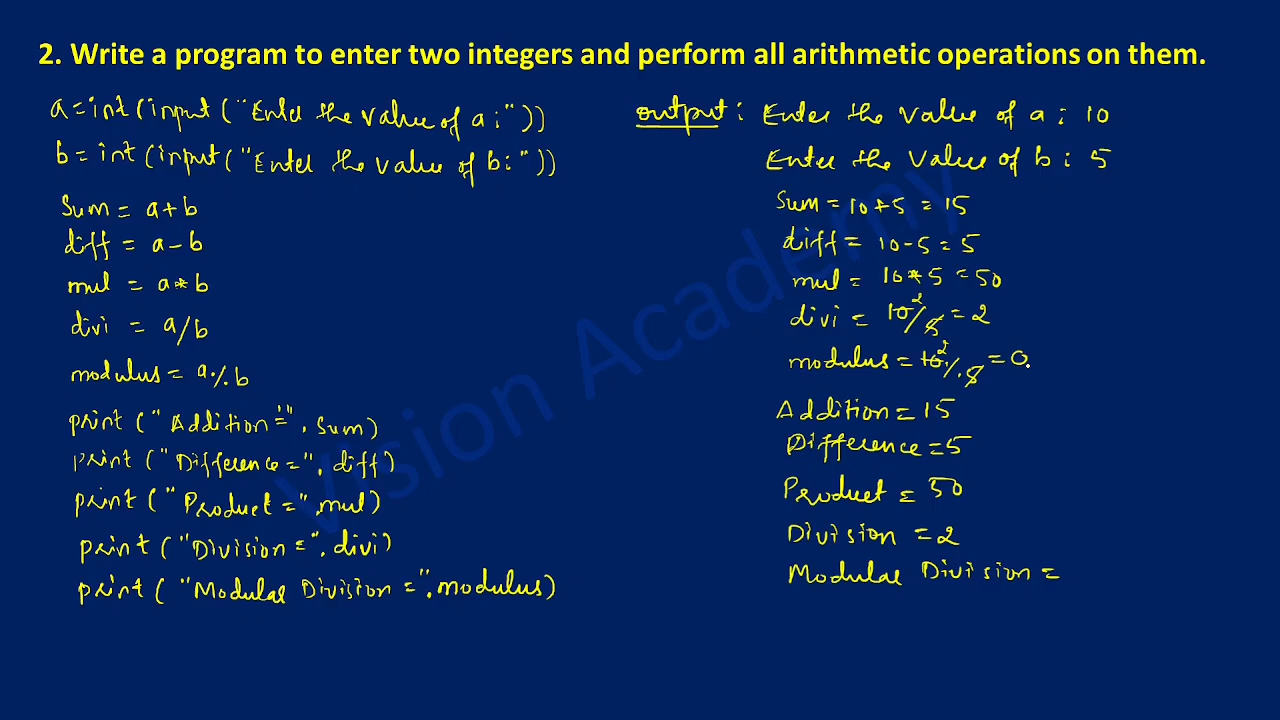 2. Write a program to enter two integers and perform all arithmetic operations on them.
a=int(input("Enter the value of a:"))
b=int(input("Enter the value of b:"))
Sum = a+b
diff = a-b
mul = a*b
divi = a/b
modulus = a%b
print("Addition=",sum)
print("Difference=",diff)
print("Product=",mul)
print("Division=",divi)
print("Modular Division=",modulus)
output: Enter the value of a: 10
Enter the value of b: 5
Sum = 10+5 = 15
diff = 10-5 = 5
mul = 10*5 = 50
divi = 10/5 2 = 2
modulus = 10%5 2 = 0
Addition = 15
Difference = 5
Product = 50
Division = 2
Modular Division =
Vision Academy